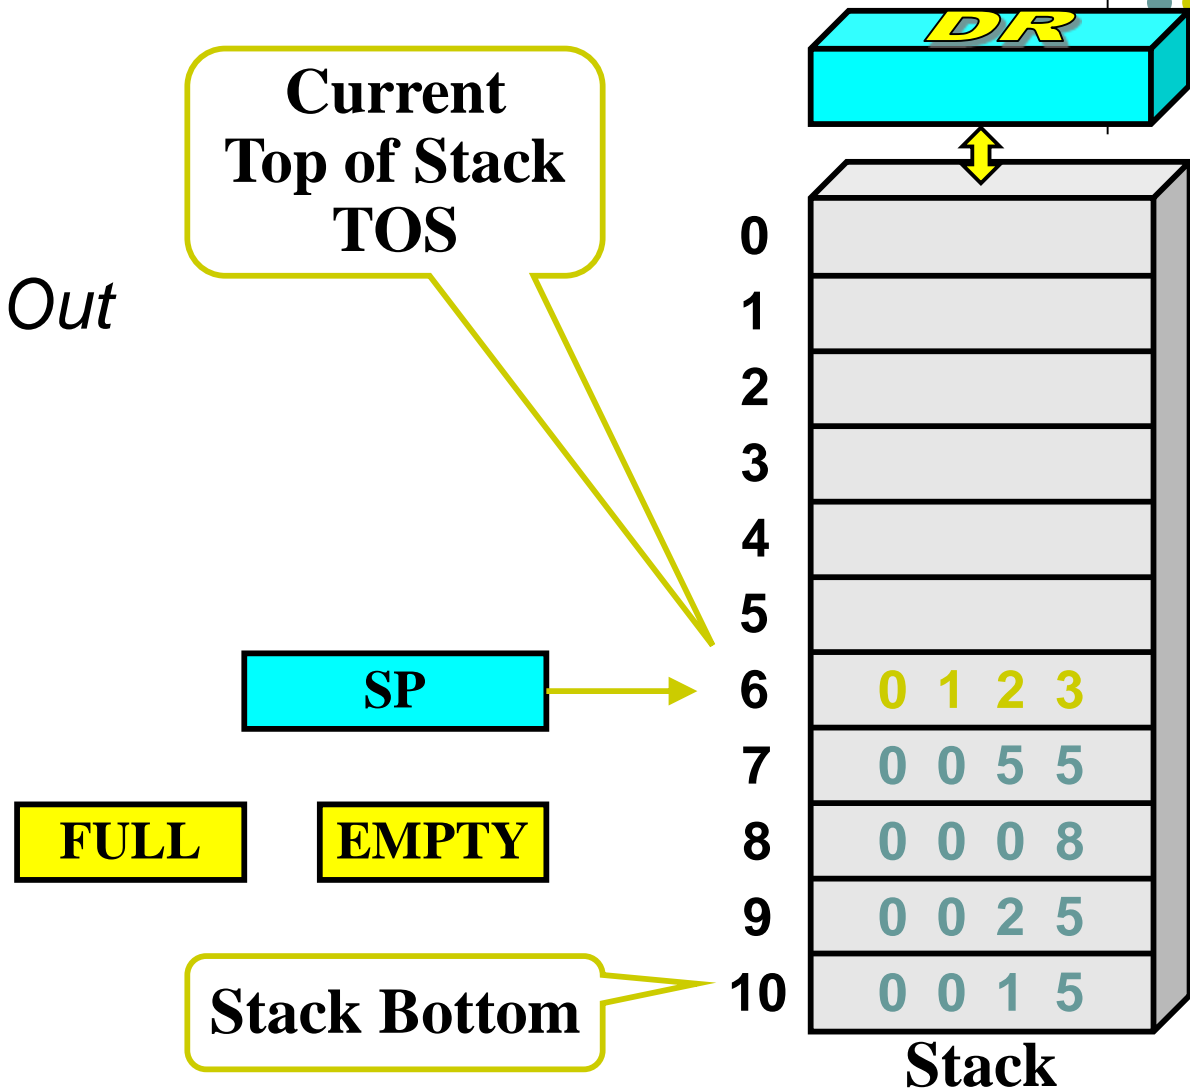 DR
Current
Top of Stack
TOS
Out
0
1
2
3
4
5
SP
6 0 1 2 3
7 0 0 5 5
FULL EMPTY
8 0 0 0 8
9 0 0 2 5
Stack Bottom
10 0 0 1 5
Stack